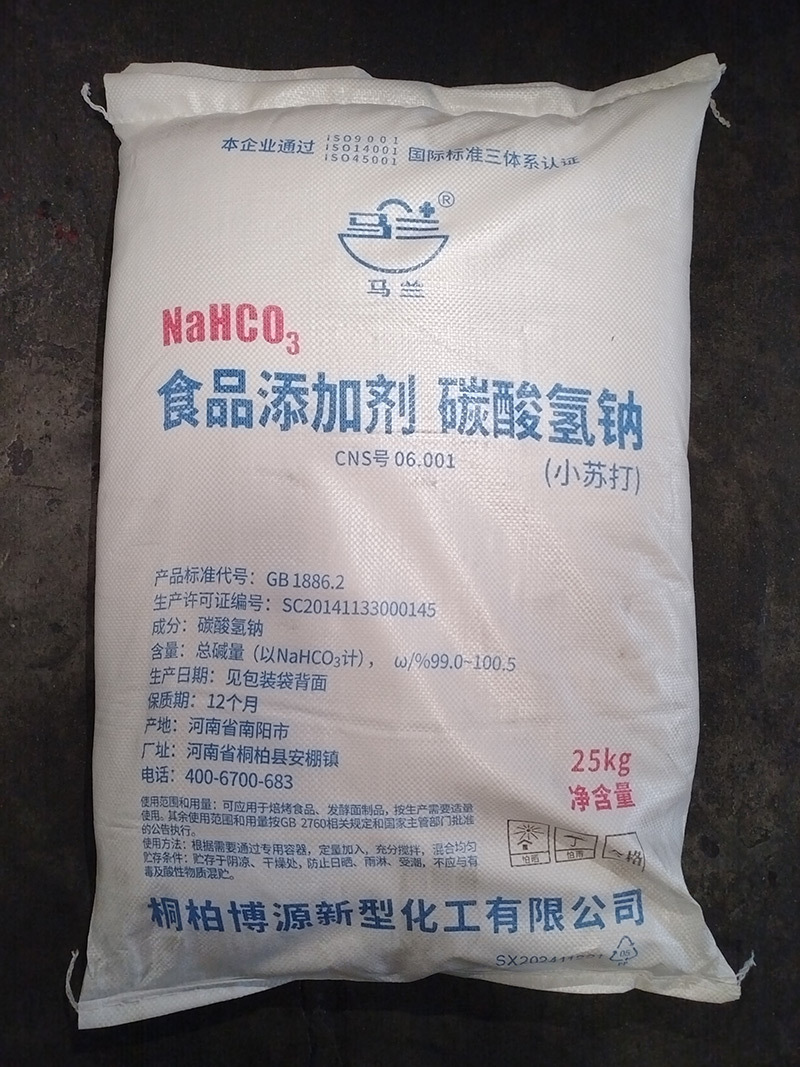 本企业通过 ISO9001 ISO14001 ISO45001 国际标准三体系认证
马兰®
马兰
NaHCO₃
食品添加剂 碳酸氢钠
CNS号 06.001
(小苏打)
产品标准代号：GB 1886.2
生产许可证编号：SC20141133000145
成分：碳酸氢钠
含量：总碱量（以NaHCO₃计），ω/%99.0~100.5
生产日期：见包装袋背面
保质期：12个月
产地：河南省南阳市
厂址：河南省桐柏县安棚镇
电话：400-6700-683
25kg
净含量
使用范围和用量：可应用于焙烤食品、发酵面制品，按生产需要适量
使用。其余使用范围和用量按GB 2760相关规定和国家主管部门批准
的公告执行。
使用方法：根据需要通过专用容器，定量加入，充分搅拌，混合均匀
贮存条件：贮存于阴凉、干燥处，防止日晒、雨淋、受潮，不应与有
毒及酸性物质混贮。
怕晒
怕雨
桐柏博源新型化工有限公司
05
PP